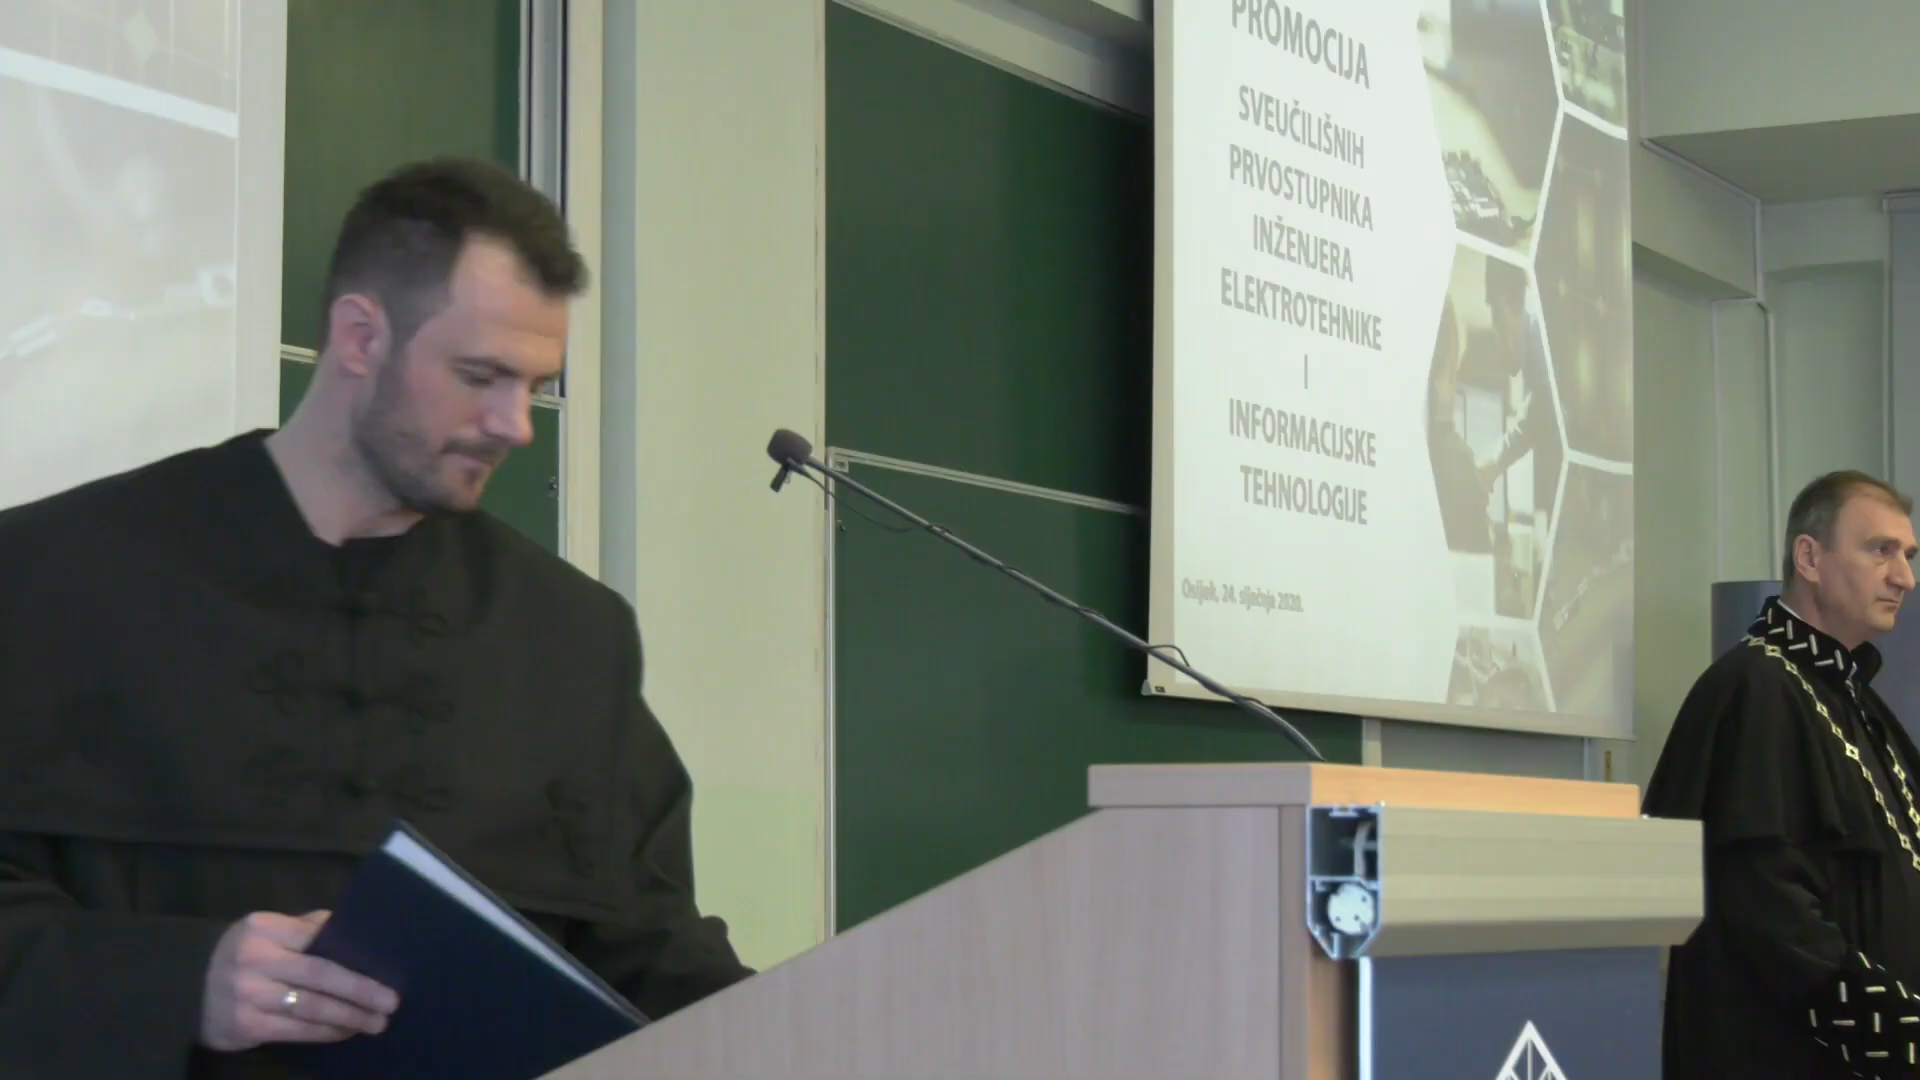 PROMOCIJA
SVEUČILIŠNIH
PRVOSTUPNIKA
INŽENJERA
ELEKTROTEHNIKE
I
INFORMACIJSKE
TEHNOLOGIJE
Osijek, 24. siječnja 2020.